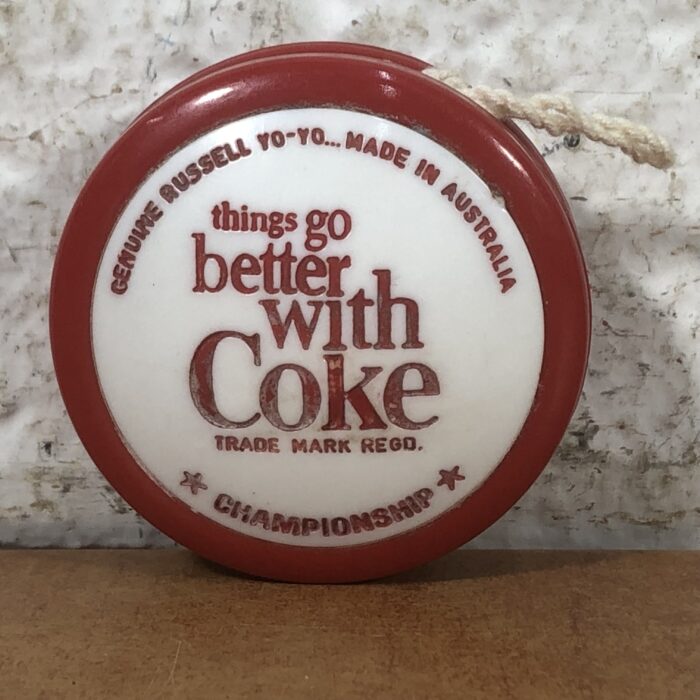 GENUINE RUSSELL YO-YO... MADE IN AUSTRALIA
things go
better
with
Coke
TRADE MARK REGD.
★ CHAMPIONSHIP ★